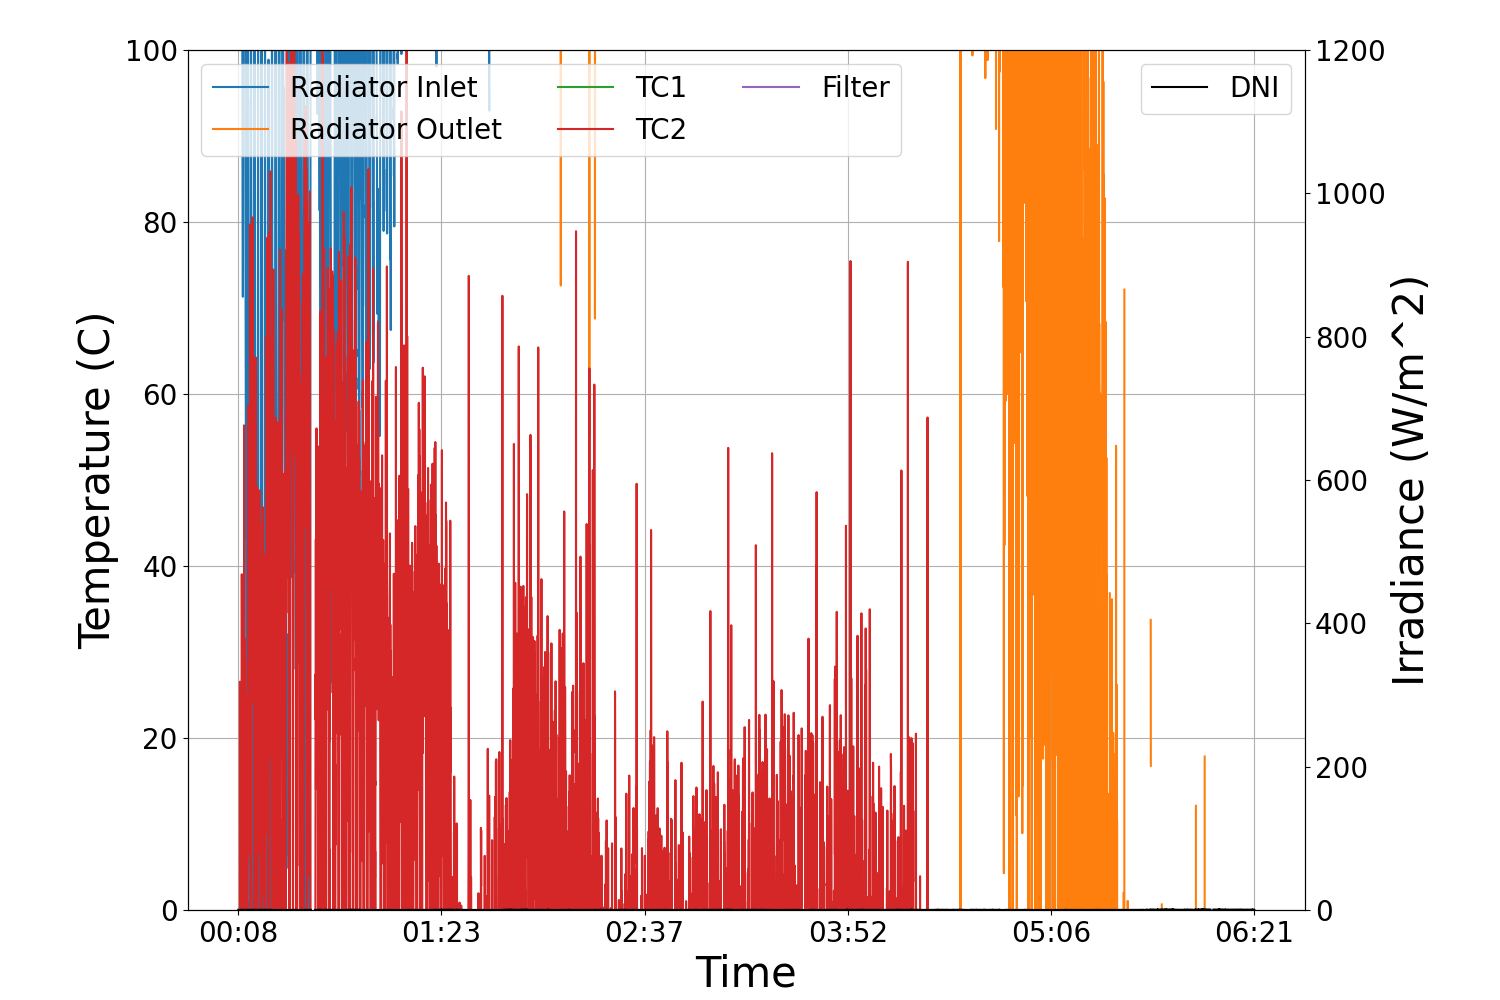 100
80
60
40
20
0
Temperature (C)
Radiator Inlet
Radiator Outlet
TC1
TC2
Filter
DNI
1200
1000
800
600
400
200
0
Irradiance (W/m^2)
00:08 01:23 02:37 03:52 05:06 06:21
Time